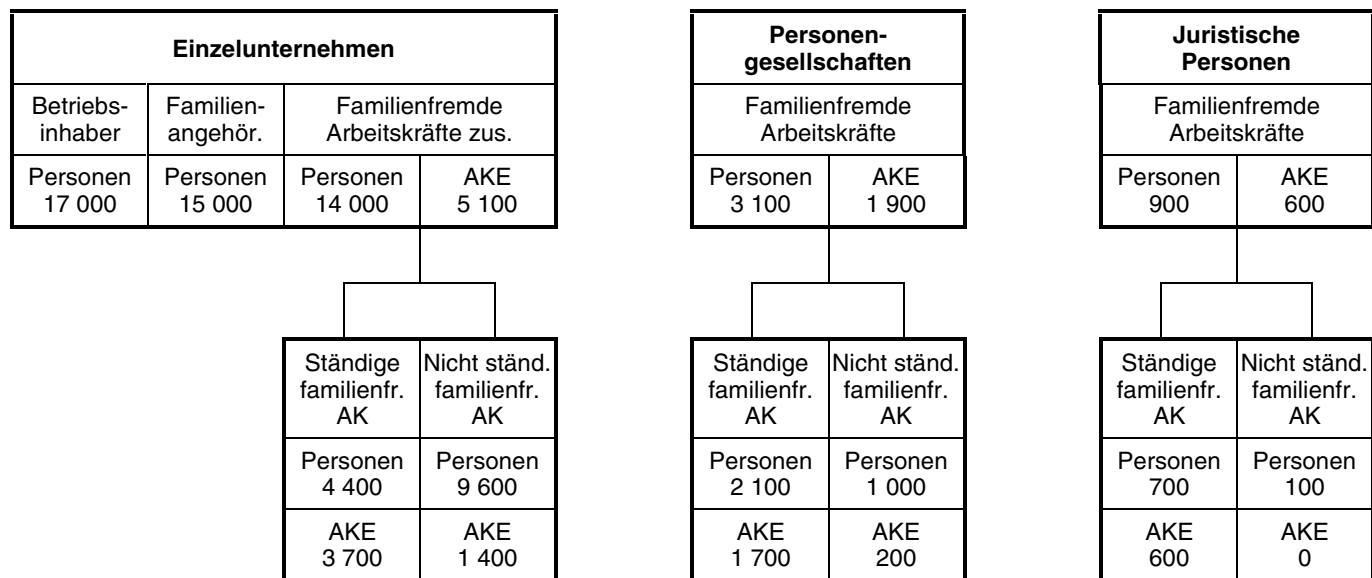 Einzelunternehmen
Betriebs-
inhaber
Familien-
angehör.
Familienfremde
Arbeitskräfte zus.
Personen
17 000
Personen
15 000
Personen
14 000
AKE
5 100
Ständige
familienfr.
AK
Nicht ständ.
familienfr.
AK
Personen
4 400
Personen
9 600
AKE
3 700
AKE
1 400
Personen-
gesellschaften
Familienfremde
Arbeitskräfte
Personen
3 100
AKE
1 900
Ständige
familienfr.
AK
Nicht ständ.
familienfr.
AK
Personen
2 100
Personen
1 000
AKE
1 700
AKE
200
Juristische
Personen
Familienfremde
Arbeitskräfte
Personen
900
AKE
600
Ständige
familienfr.
AK
Nicht ständ.
familienfr.
AK
Personen
700
Personen
100
AKE
600
AKE
0